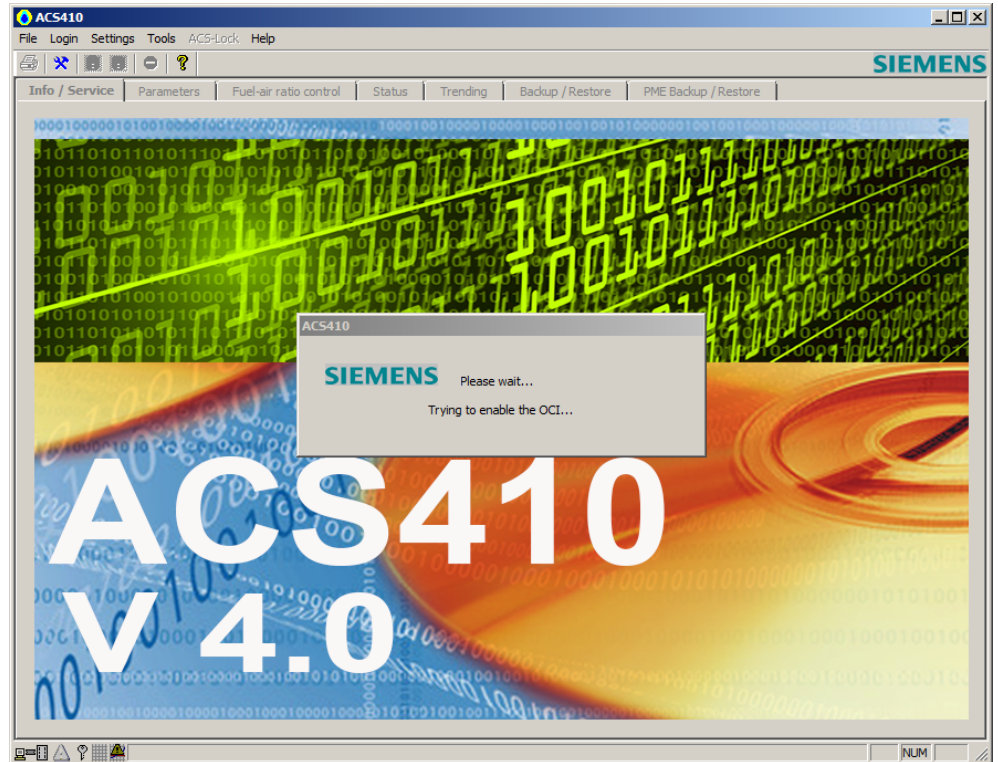 ACS410
File Login Settings Tools ACS-Lock Help
SIEMENS
Info / Service Parameters Fuel-air ratio control Status Trending Backup / Restore PME Backup / Restore
ACS410
SIEMENS Please wait...
Trying to enable the OCI...
ACS410
V 4.0
NUM